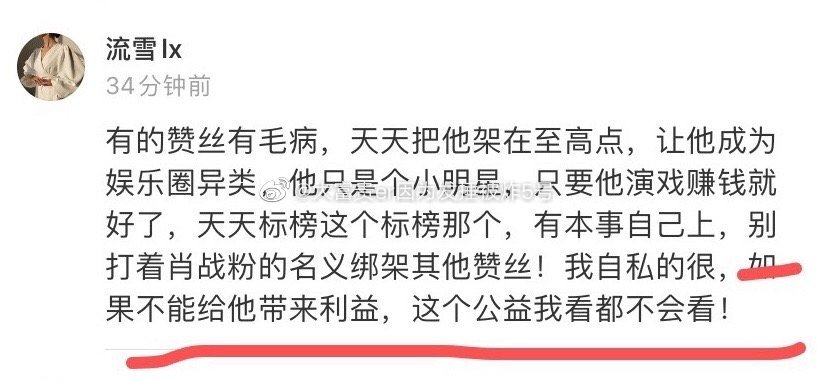 流雪lx
34分钟前
有的赞丝有毛病，天天把他架在至高点，让他成为
娱乐圈异类，他只是个小明星，只要他演戏赚钱就
好了，天天标榜这个标榜那个，有本事自己上，别
打着肖战粉的名义绑架其他赞丝！我自私的很，如
果不能给他带来利益，这个公益我看都不会看！